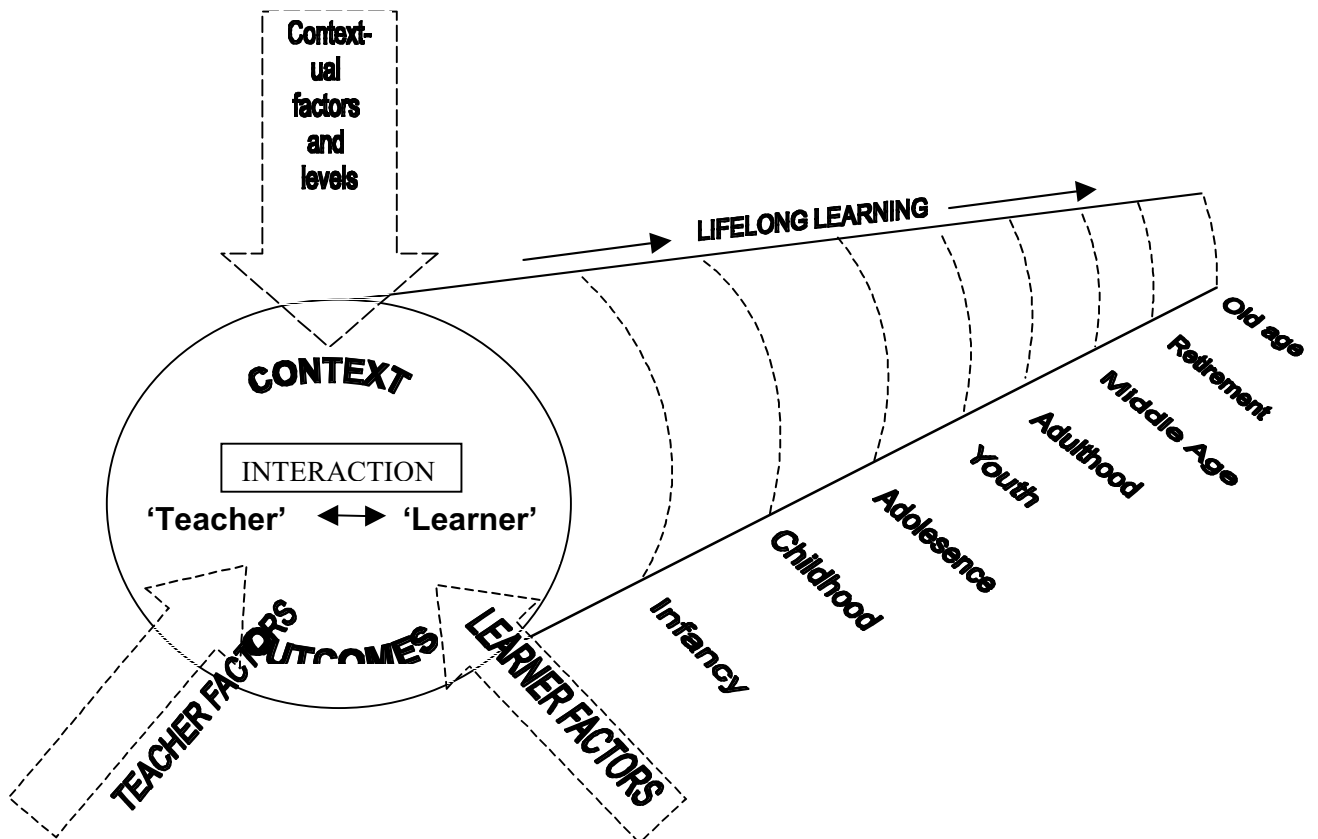 Context-
ual
factors
and
levels
LIFELONG LEARNING
CONTEXT
INTERACTION
‘Teacher’ ‘Learner’
OUTCOMES
TEACHER FACTORS
LEARNER FACTORS
Infancy
Childhood
Adolesence
Youth
Adulthood
Middle Age
Retirement
Old age